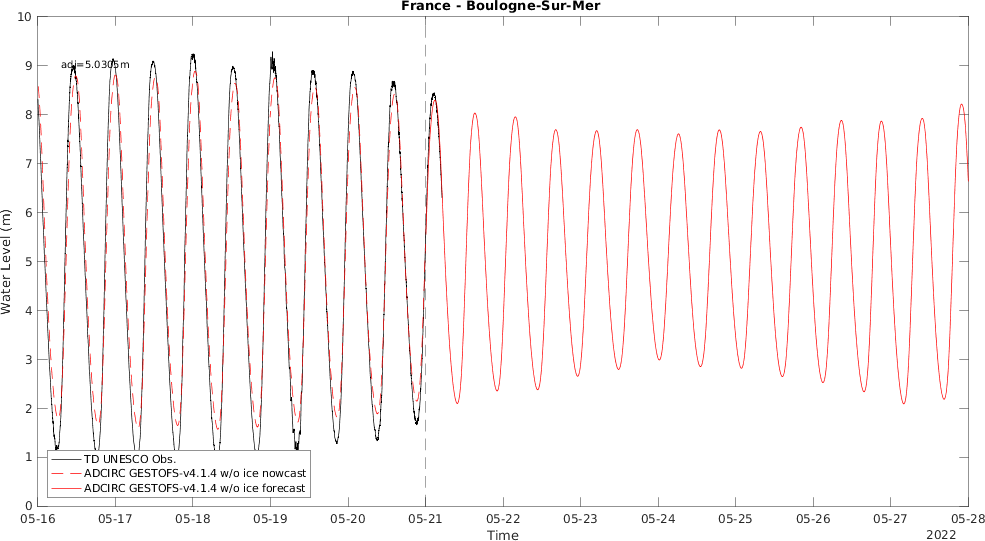 France - Boulogne-Sur-Mer
adj=5.0305m
Water Level (m)
10
9
8
7
6
5
4
3
2
1
0
TD UNESCO Obs.
ADCIRC GESTOFS-v4.1.4 w/o ice nowcast
ADCIRC GESTOFS-v4.1.4 w/o ice forecast
05-16 05-17 05-18 05-19 05-20 05-21 05-22 05-23 05-24 05-25 05-26 05-27 05-28
Time
2022